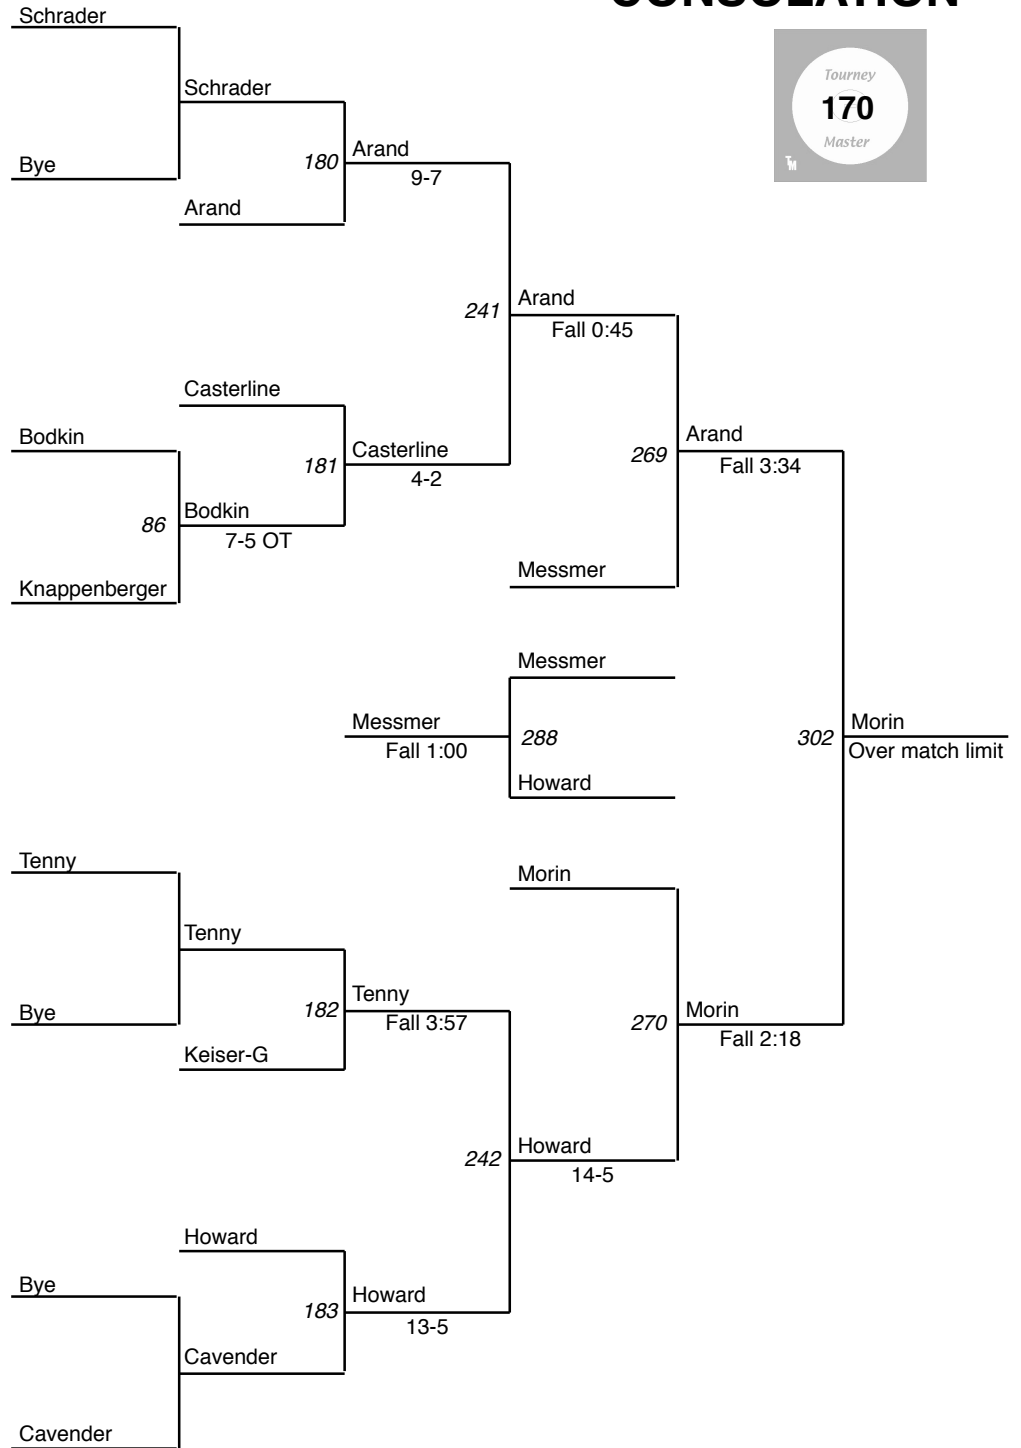 CONSOLATION
Schrader
Tourney
Schrader
170
Master
TM
Arand
Bye
180
9-7
Arand
Arand
241
Fall 0:45
Casterline
Arand
Bodkin
Casterline
269
181
Fall 3:34
4-2
Bodkin
86
7-5 OT
Messmer
Knappenberger
Messmer
Messmer
Morin
288
302
Fall 1:00
Over match limit
Howard
Tenny
Morin
Tenny
Tenny
Bye
182
Morin
270
Fall 3:57
Fall 2:18
Keiser-G
Howard
242
14-5
Howard
Bye
Howard
183
13-5
Cavender
Cavender